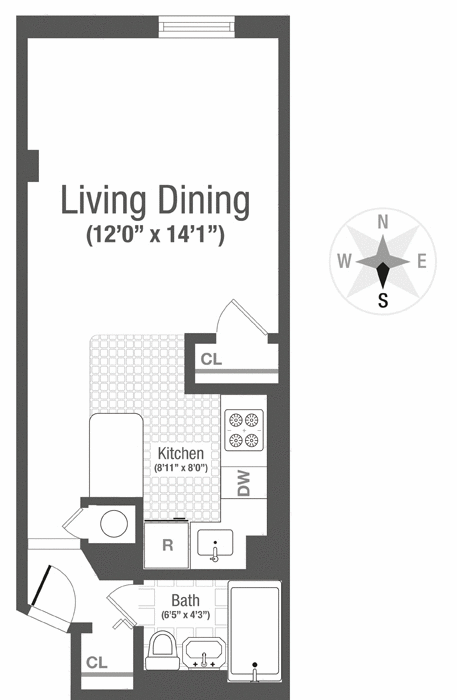 Living Dining
(12'0" x 14'1")
N
W
E
S
CL
Kitchen
(8'11" x 8'0")
DW
R
Bath
(6'5" x 4'3")
CL